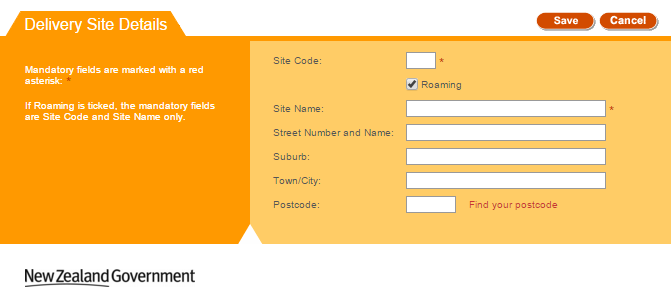 Delivery Site Details
Save
Cancel
Mandatory fields are marked with a red
asterisk: *
If Roaming is ticked, the mandatory fields
are Site Code and Site Name only.
Site Code: *
Roaming
Site Name: *
Street Number and Name:
Suburb:
Town/City:
Postcode: Find your postcode
New Zealand Government